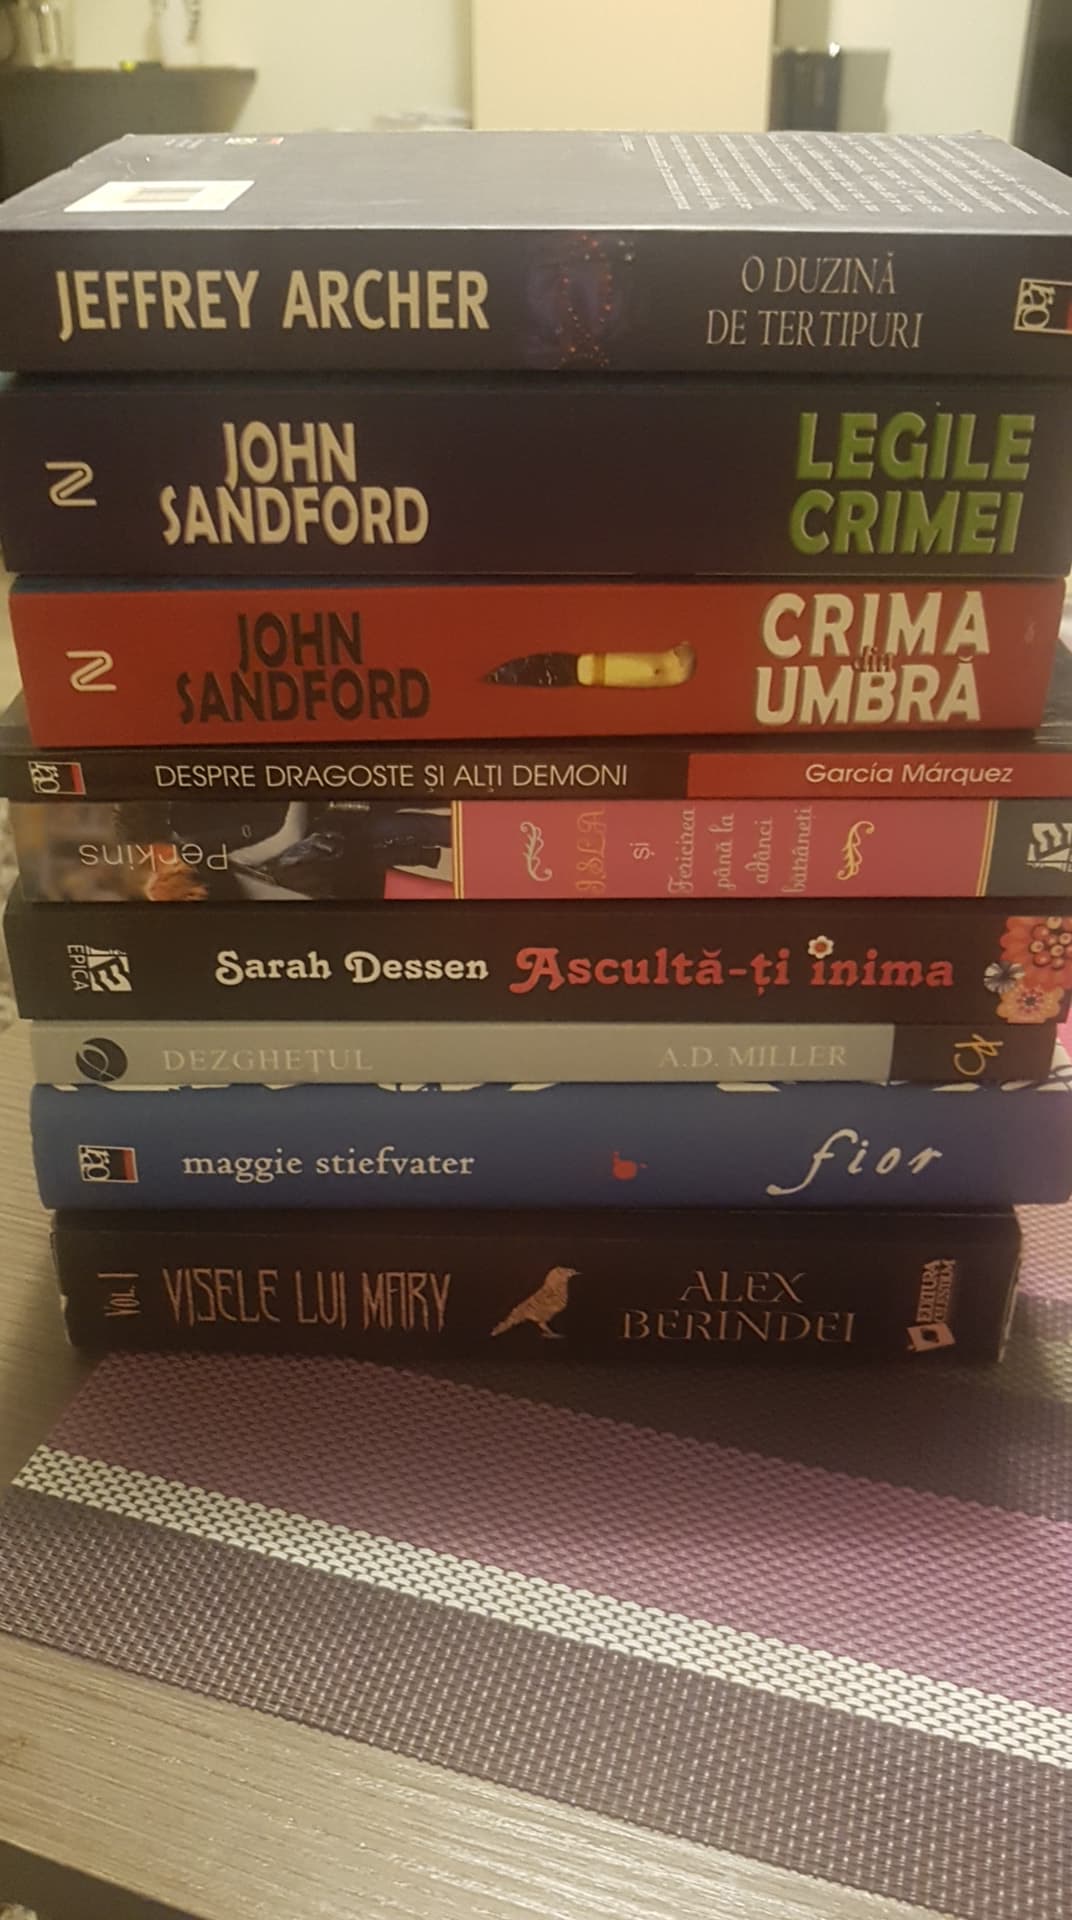 JEFFREY ARCHER
O DUZINĂ
DE TERTIPURI
JOHN
SANDFORD
LEGILE
CRIMEI
JOHN
SANDFORD
CRIMA
din
UMBRĂ
DESPRE DRAGOSTE ȘI ALȚI DEMONI
García Márquez
Perkins
ISLA
și
Fericirea
până la
adânci
bătrâneți
EPICA
Sarah Dessen
Ascultă-ți inima
DEZGHEȚUL
A.D. MILLER
maggie stiefvater
fior
VOL. I
VISELE LUI MARY
ALEX
BERINDEI
EDITURA
CELESTIUM